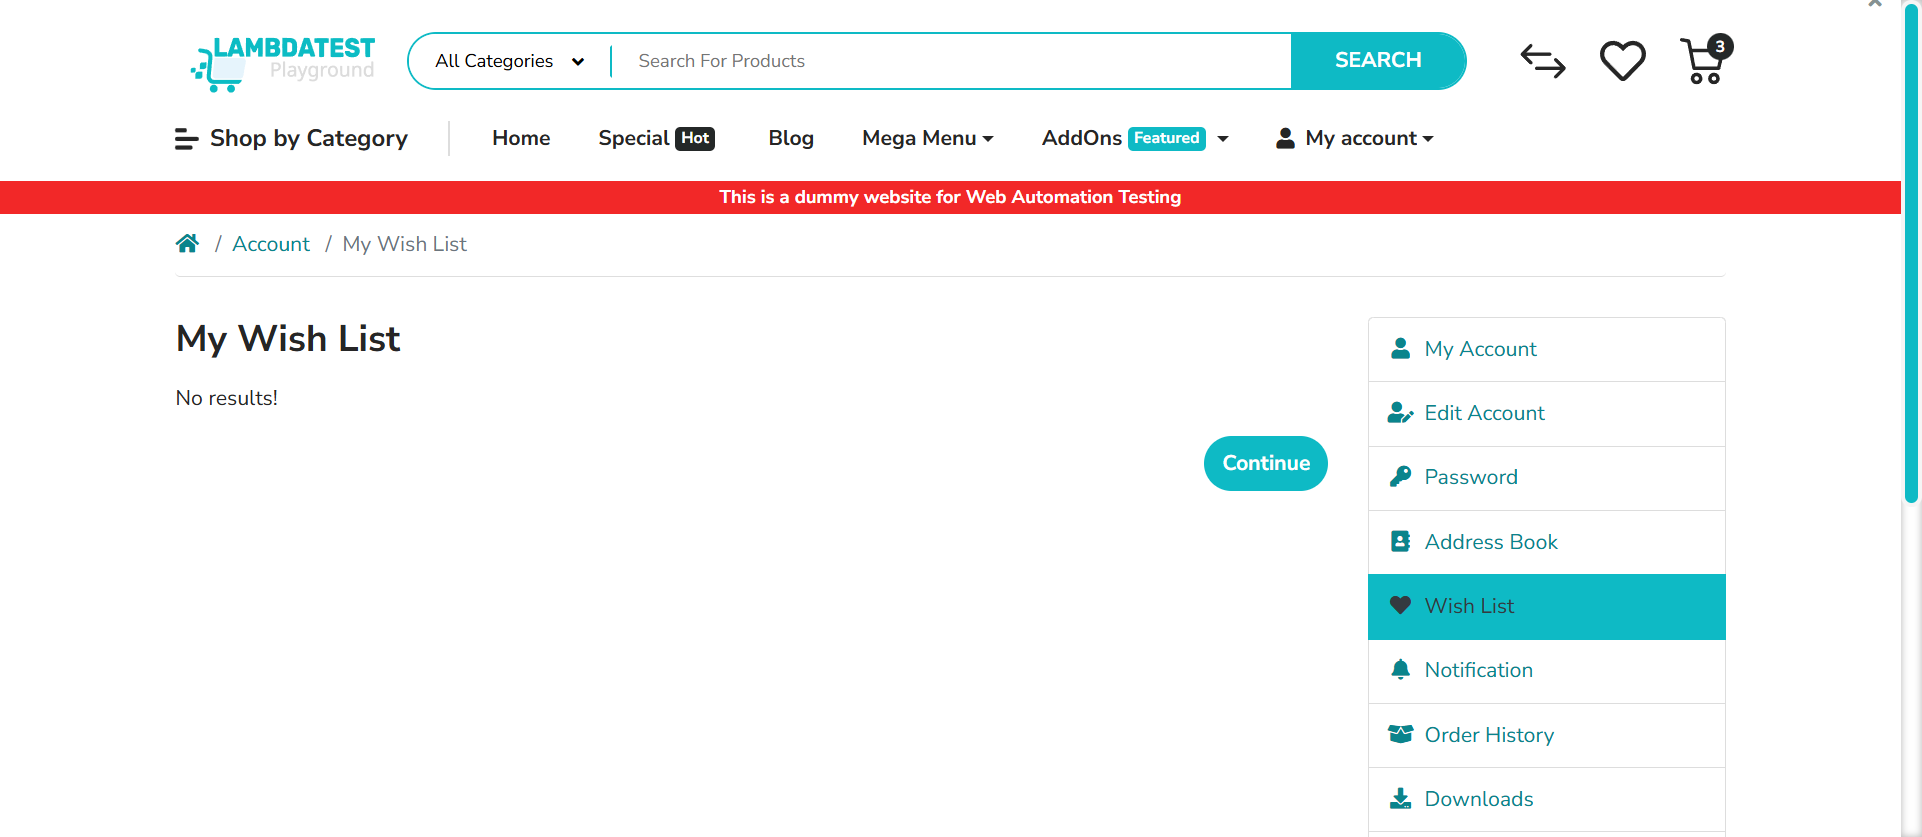 LAMBDATEST
Playground
All Categories
Search For Products
SEARCH
3
Shop by Category
Home
Special Hot
Blog
Mega Menu
AddOns Featured
My account
This is a dummy website for Web Automation Testing
/ Account / My Wish List
My Wish List
No results!
Continue
My Account
Edit Account
Password
Address Book
Wish List
Notification
Order History
Downloads